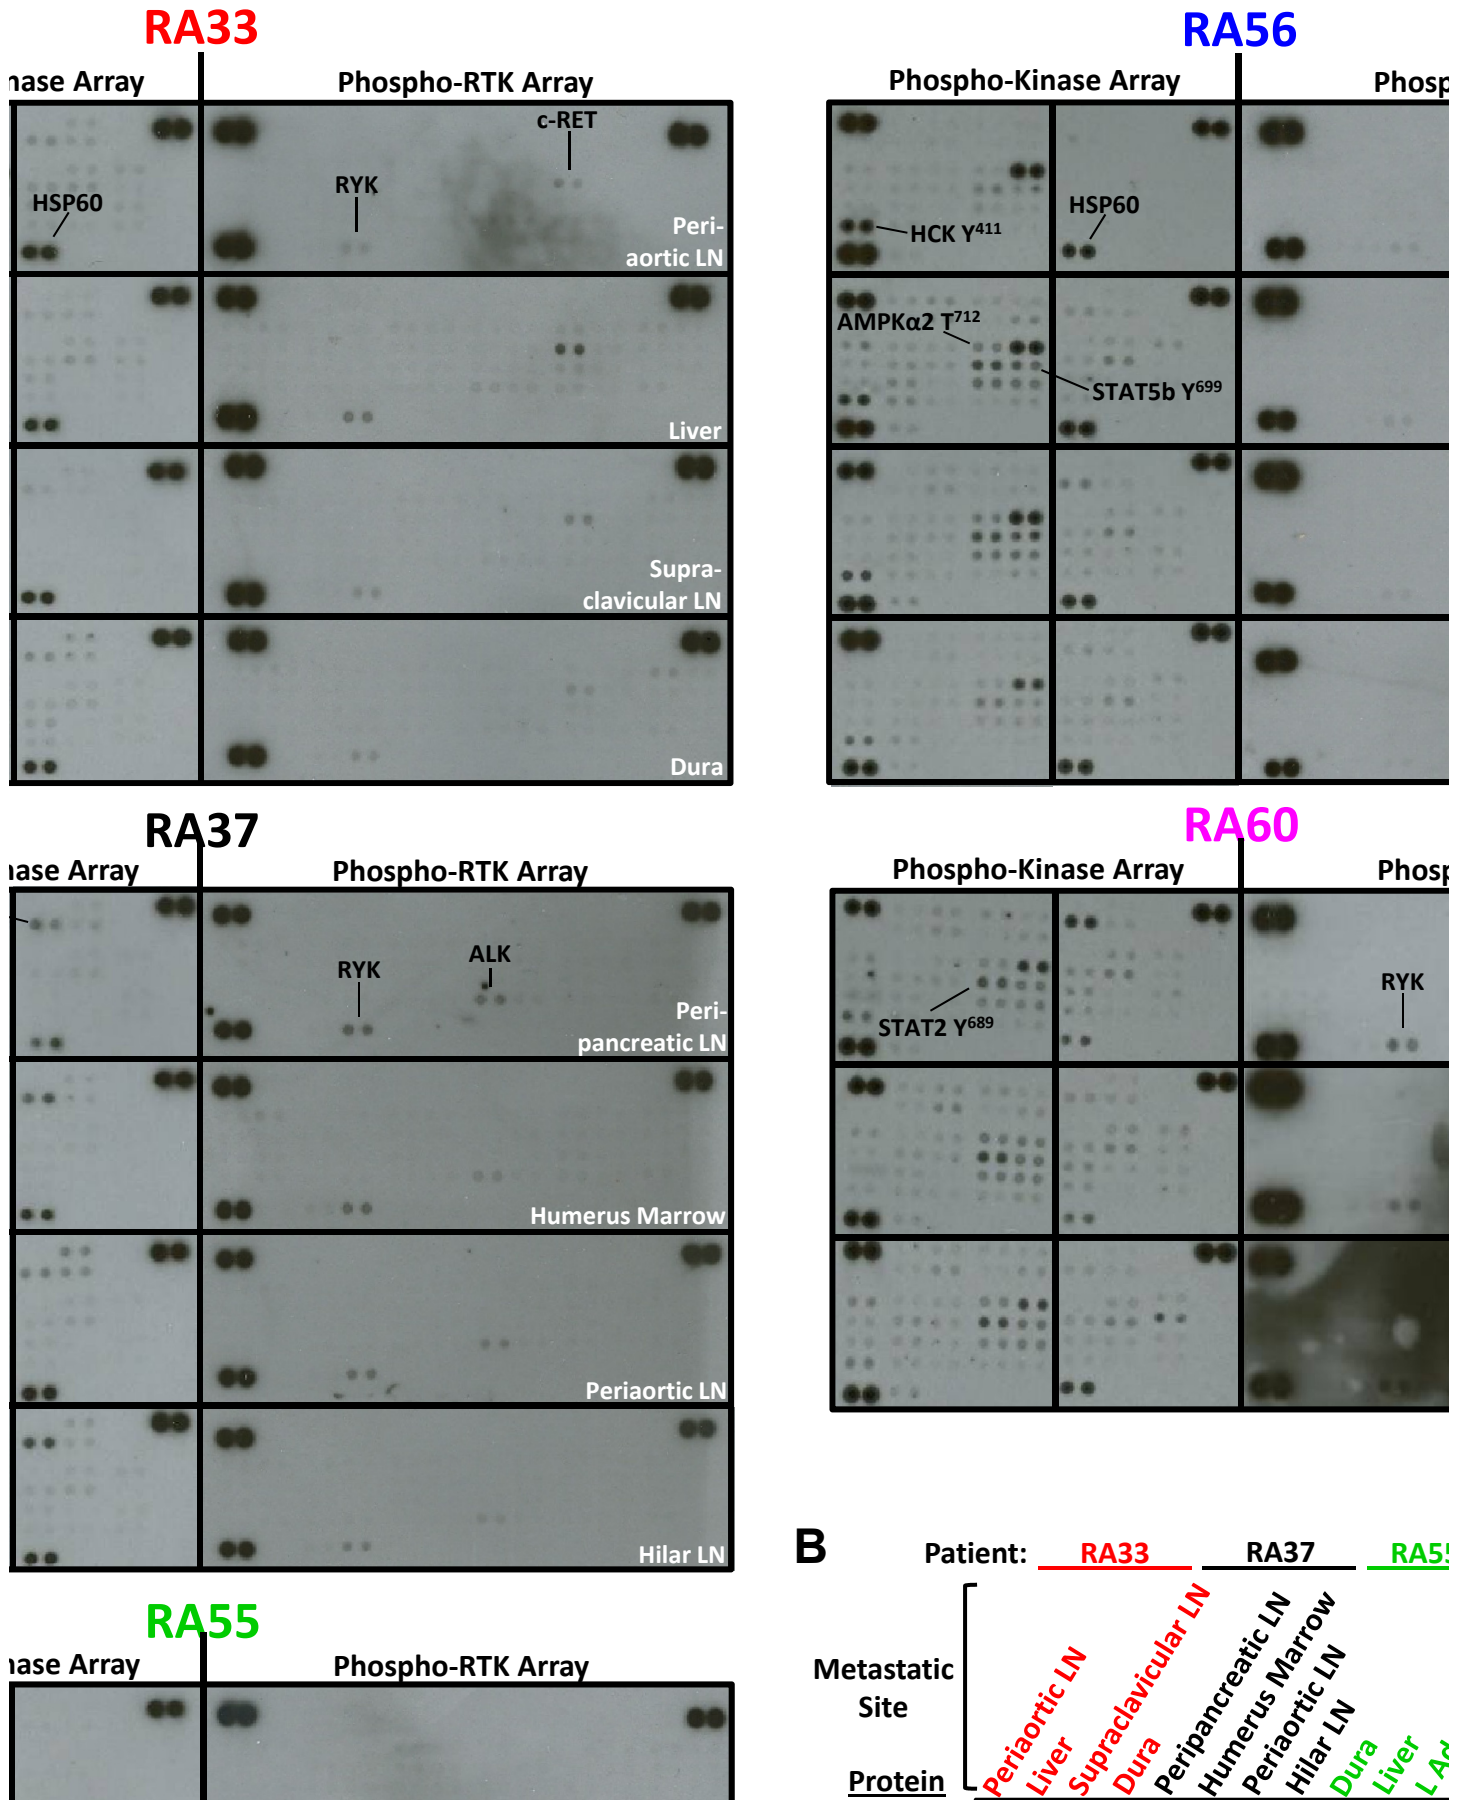 RA33
nase Array
Phospho-RTK Array
c-RET
RYK
HSP60
Peri-
aortic LN
Liver
Supra-
clavicular LN
Dura
RA56
Phospho-Kinase Array
Phosp
HCK Y411
HSP60
AMPKα2 T712
STAT5b Y699
RA37
nase Array
Phospho-RTK Array
RYK
ALK
Peri-
pancreatic LN
Humerus Marrow
Periaortic LN
Hilar LN
RA60
Phospho-Kinase Array
Phosp
STAT2 Y689
RYK
RA55
nase Array
Phospho-RTK Array
B
Patient: RA33 RA37 RA55
Metastatic
Site
Protein
Periaortic LN
Liver
Supraclavicular LN
Dura
Peripancreatic LN
Humerus Marrow
Periaortic LN
Hilar LN
Dura
Liver
L Ad